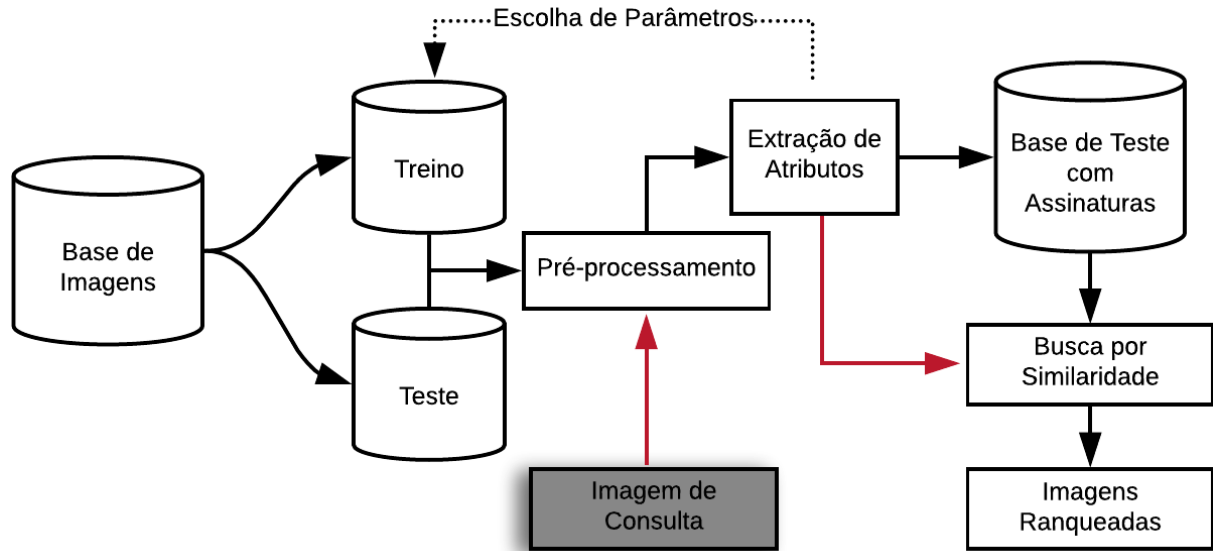 Escolha de Parâmetros
Base de
Imagens
Treino
Teste
Pré-processamento
Extração de
Atributos
Base de Teste
com
Assinaturas
Busca por
Similaridade
Imagem de
Consulta
Imagens
Ranqueadas